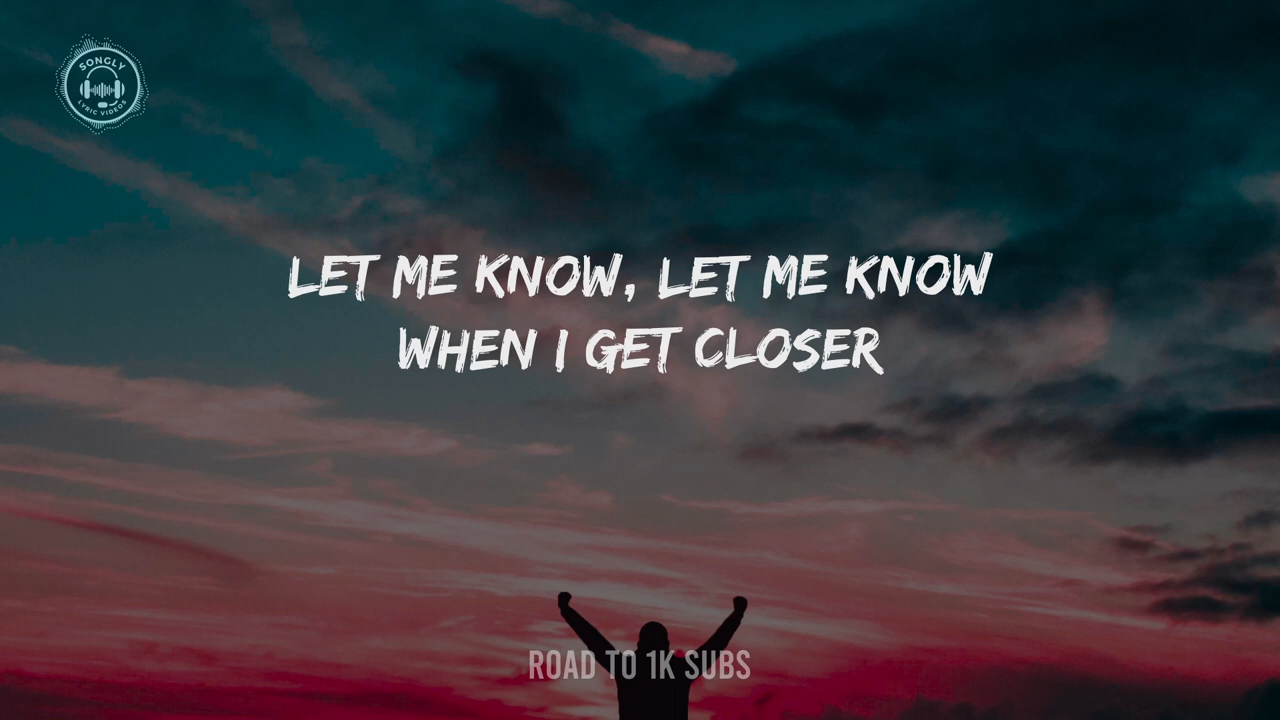 SONGLY
LYRIC VIDEOS
LET ME KNOW, LET ME KNOW
WHEN I GET CLOSER
ROAD TO 1K SUBS